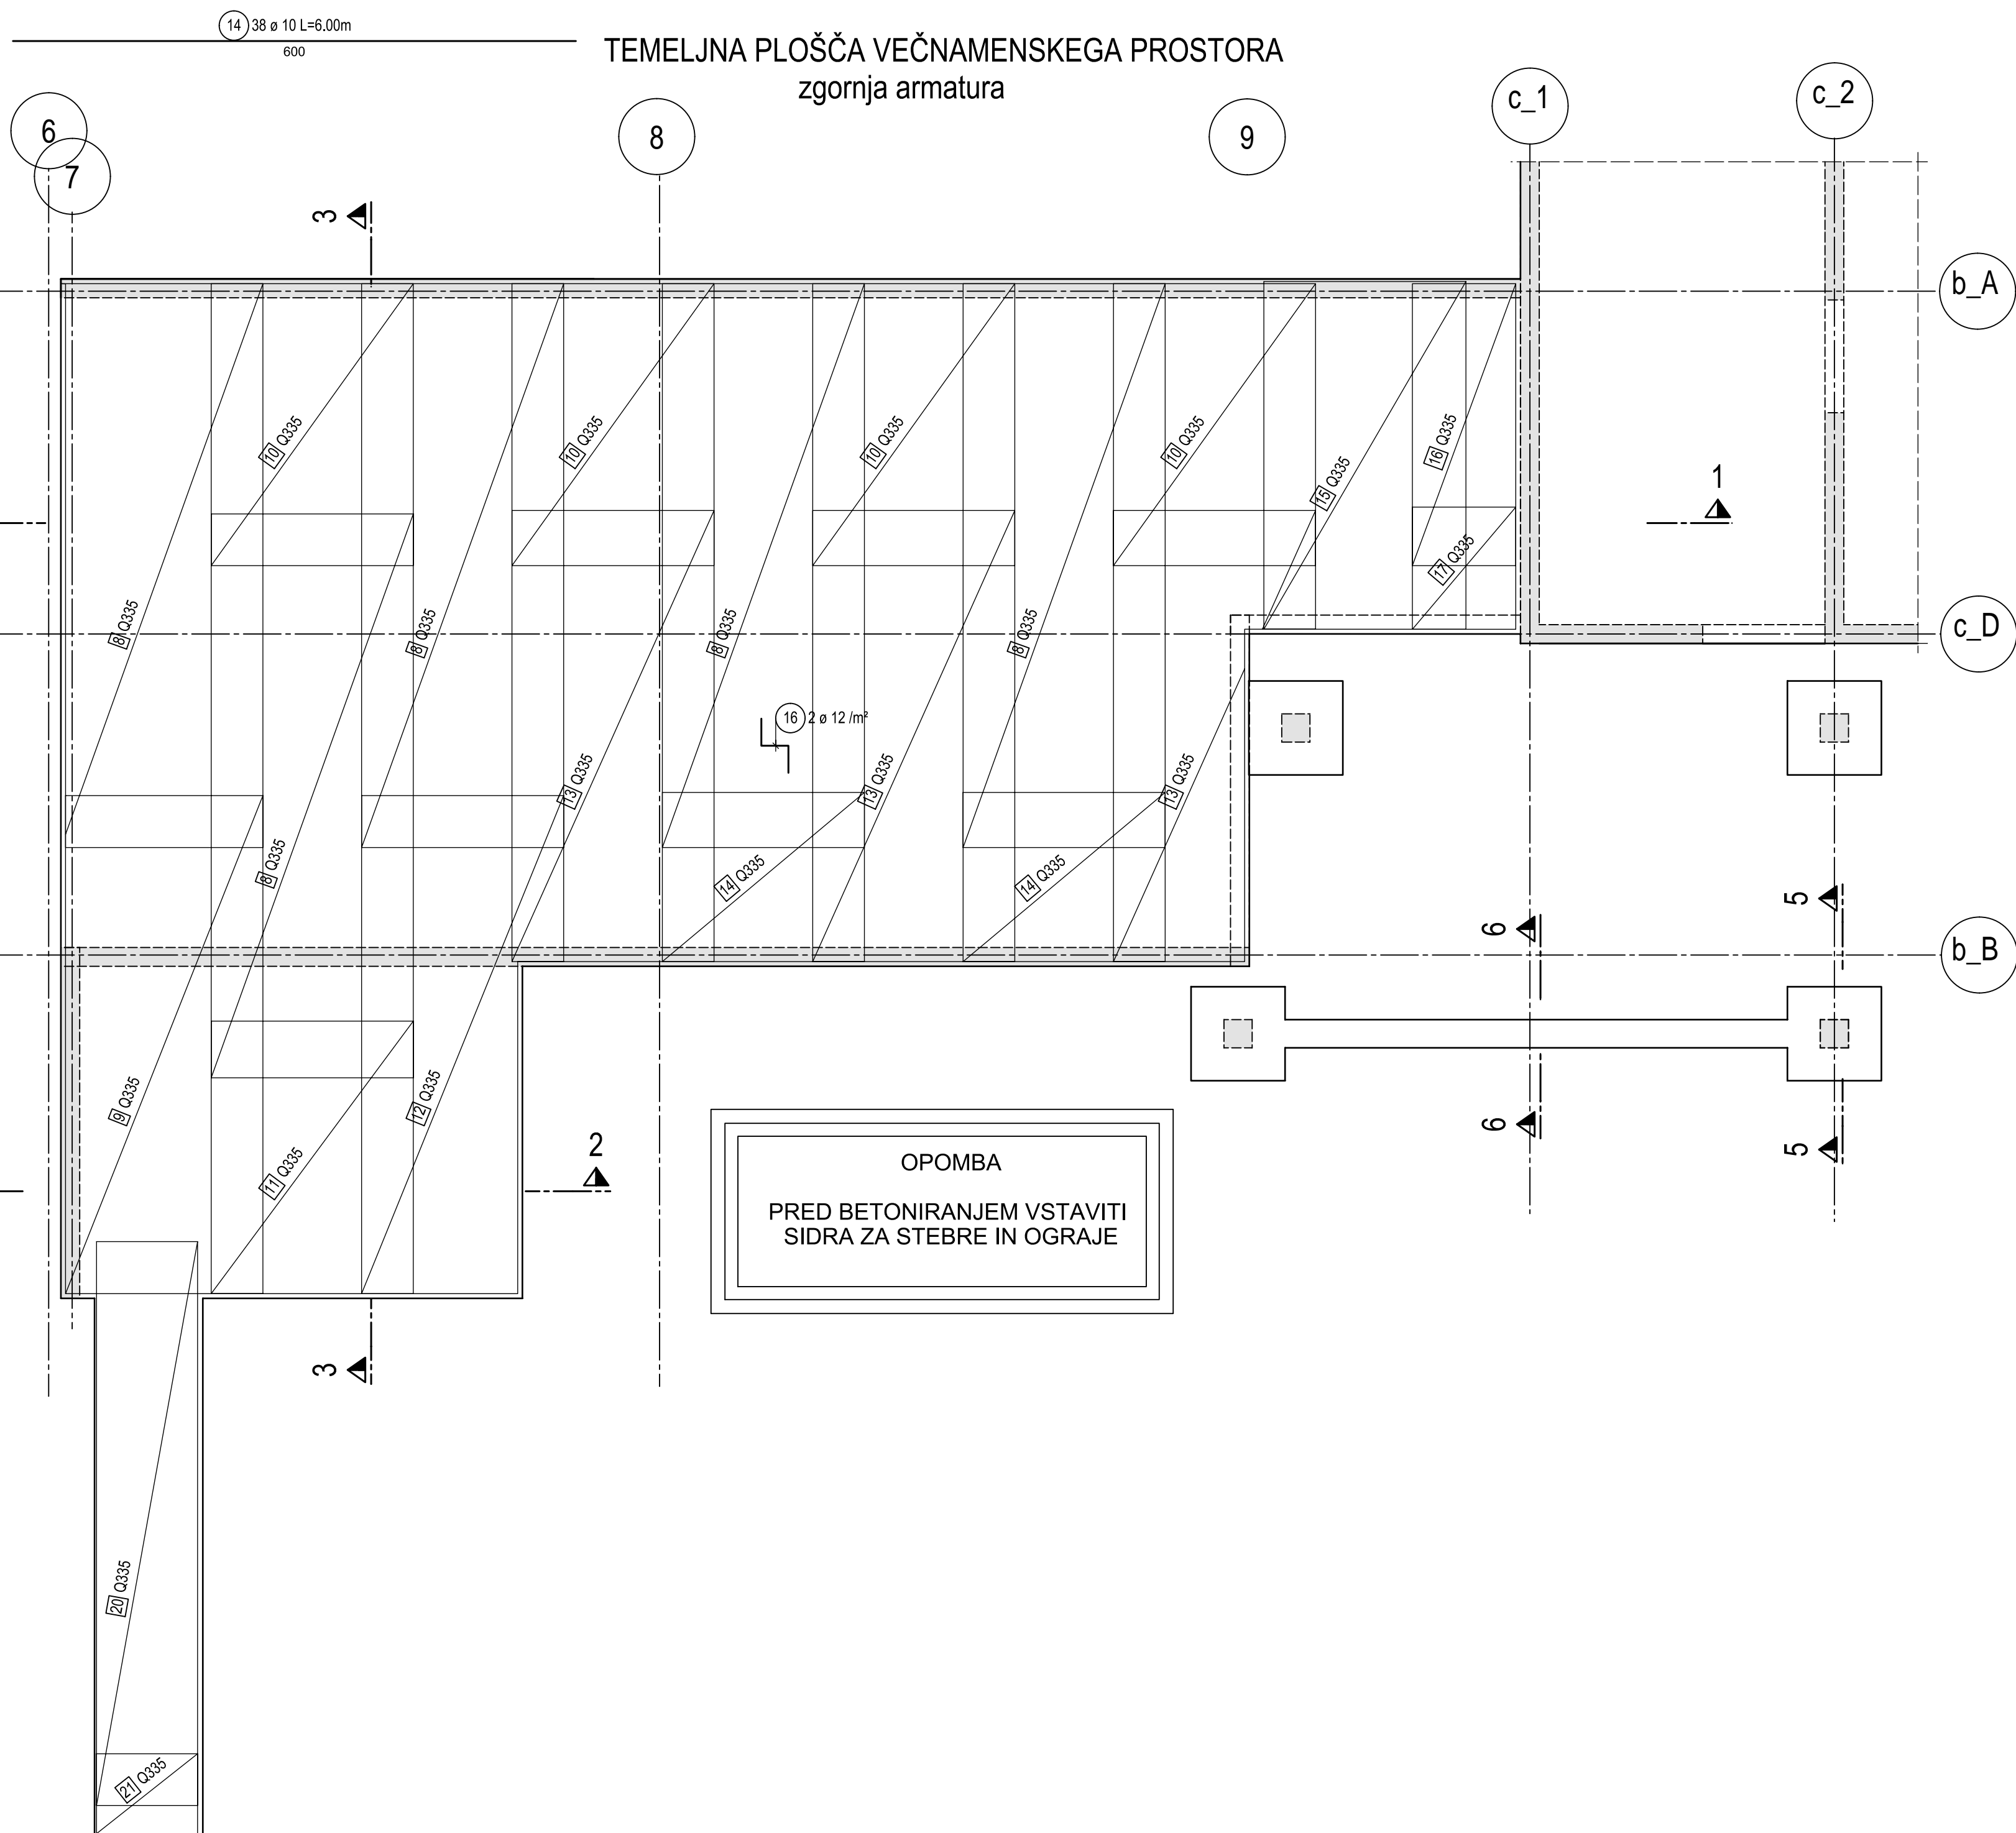 14 38 ø 10 L=6.00m
600
TEMELJNA PLOŠČA VEČNAMENSKEGA PROSTORA
zgornja armatura
6
7
8
9
c_1
c_2
3
b_A
10 Q335
10 Q335
10 Q335
10 Q335
15 Q335
16 Q335
1
17 Q335
8 Q335
8 Q335
8 Q335
8 Q335
c_D
16 2 ø 12 /m²
13 Q335
13 Q335
13 Q335
8 Q335
14 Q335
14 Q335
6
5
b_B
9 Q335
12 Q335
11 Q335
2
6
5
OPOMBA
PRED BETONIRANJEM VSTAVITI
SIDRA ZA STEBRE IN OGRAJE
3
20 Q335
21 Q335